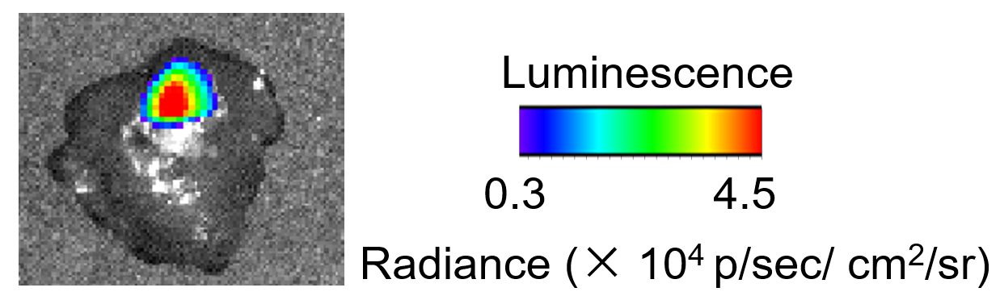 Luminescence
0.3 4.5
Radiance (× 10⁴ p/sec/ cm²/sr)